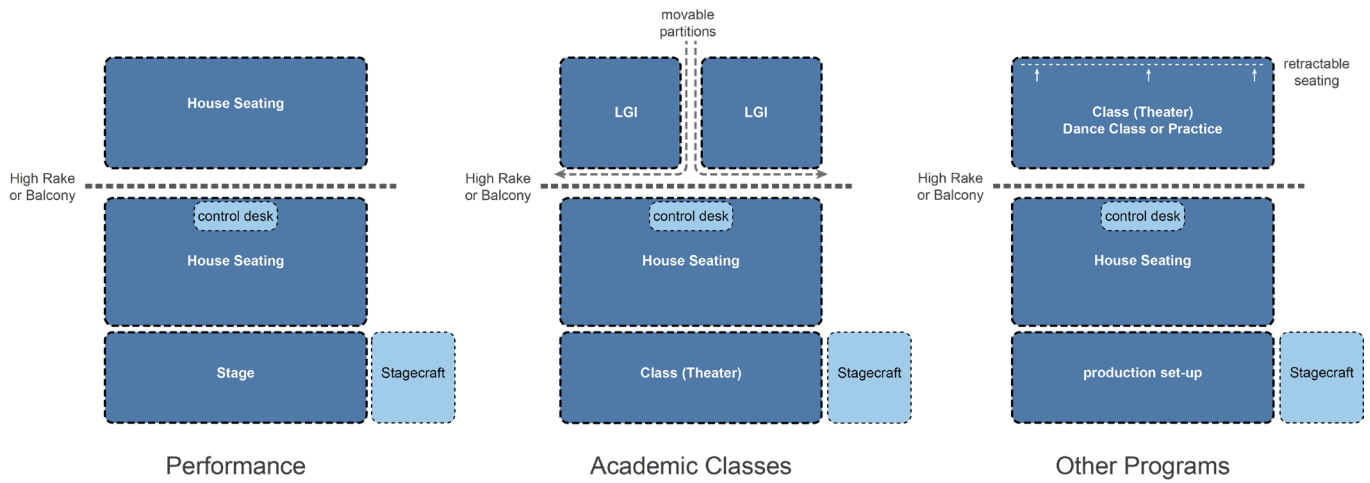 movable
partitions
House Seating
High Rake
or Balcony
control desk
House Seating
Stage
Stagecraft
Performance
LGI
LGI
High Rake
or Balcony
control desk
House Seating
Class (Theater)
Stagecraft
Academic Classes
retractable
seating
Class (Theater)
Dance Class or Practice
High Rake
or Balcony
control desk
House Seating
production set-up
Stagecraft
Other Programs